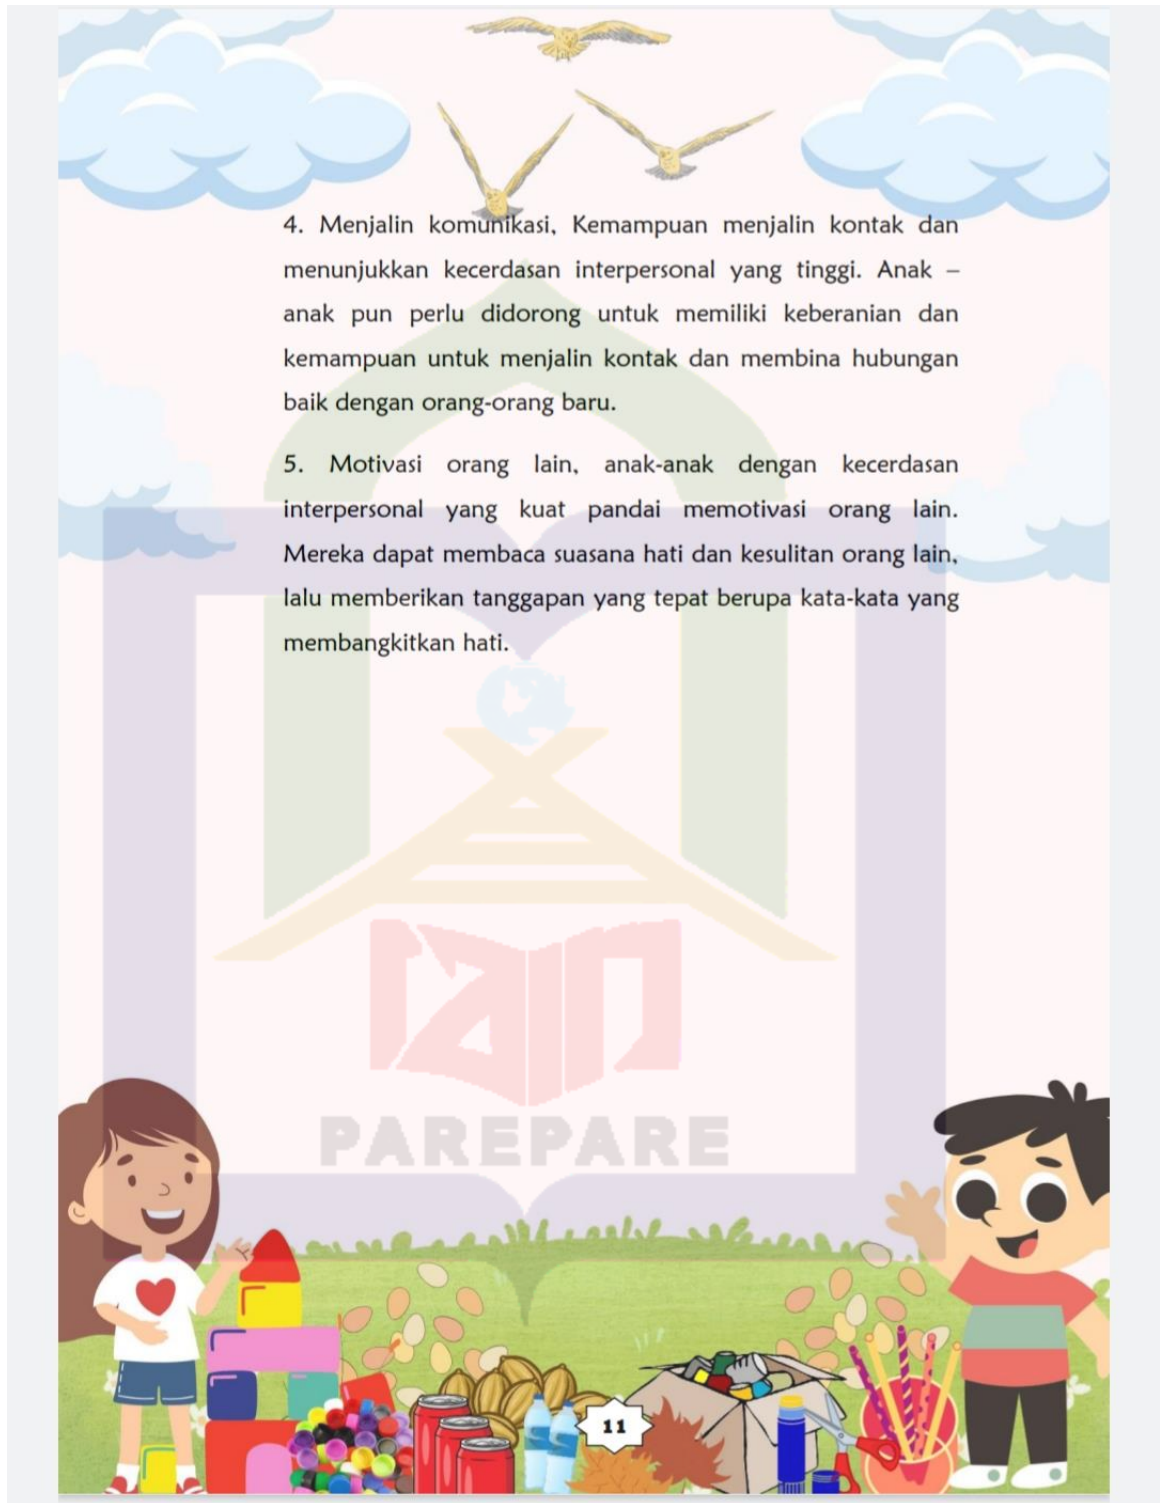 4. Menjalin komunikasi, Kemampuan menjalin kontak dan
menunjukkan kecerdasan interpersonal yang tinggi. Anak –
anak pun perlu didorong untuk memiliki keberanian dan
kemampuan untuk menjalin kontak dan membina hubungan
baik dengan orang-orang baru.
5. Motivasi orang lain, anak-anak dengan kecerdasan
interpersonal yang kuat pandai memotivasi orang lain.
Mereka dapat membaca suasana hati dan kesulitan orang lain,
lalu memberikan tanggapan yang tepat berupa kata-kata yang
membangkitkan hati.
iain
PAREPARE
11